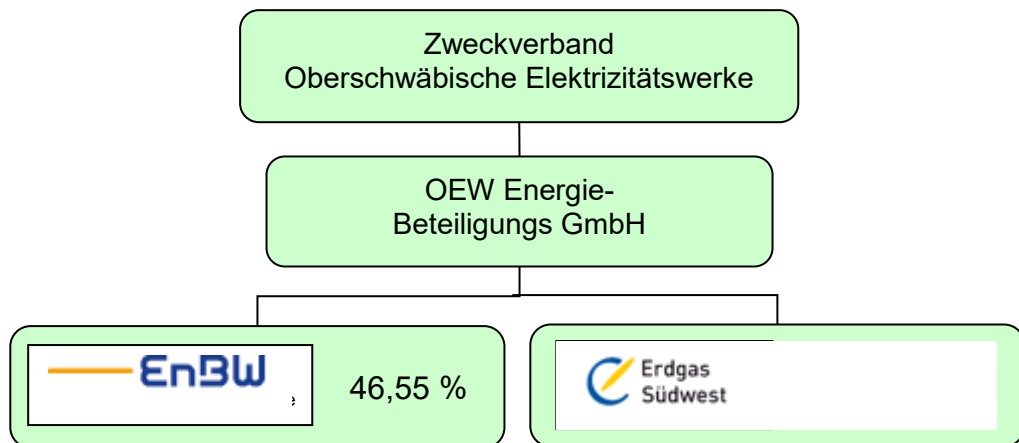 Zweckverband
Oberschwäbische Elektrizitätswerke
OEW Energie-
Beteiligungs GmbH
EnBW
46,55 %
Erdgas
Südwest